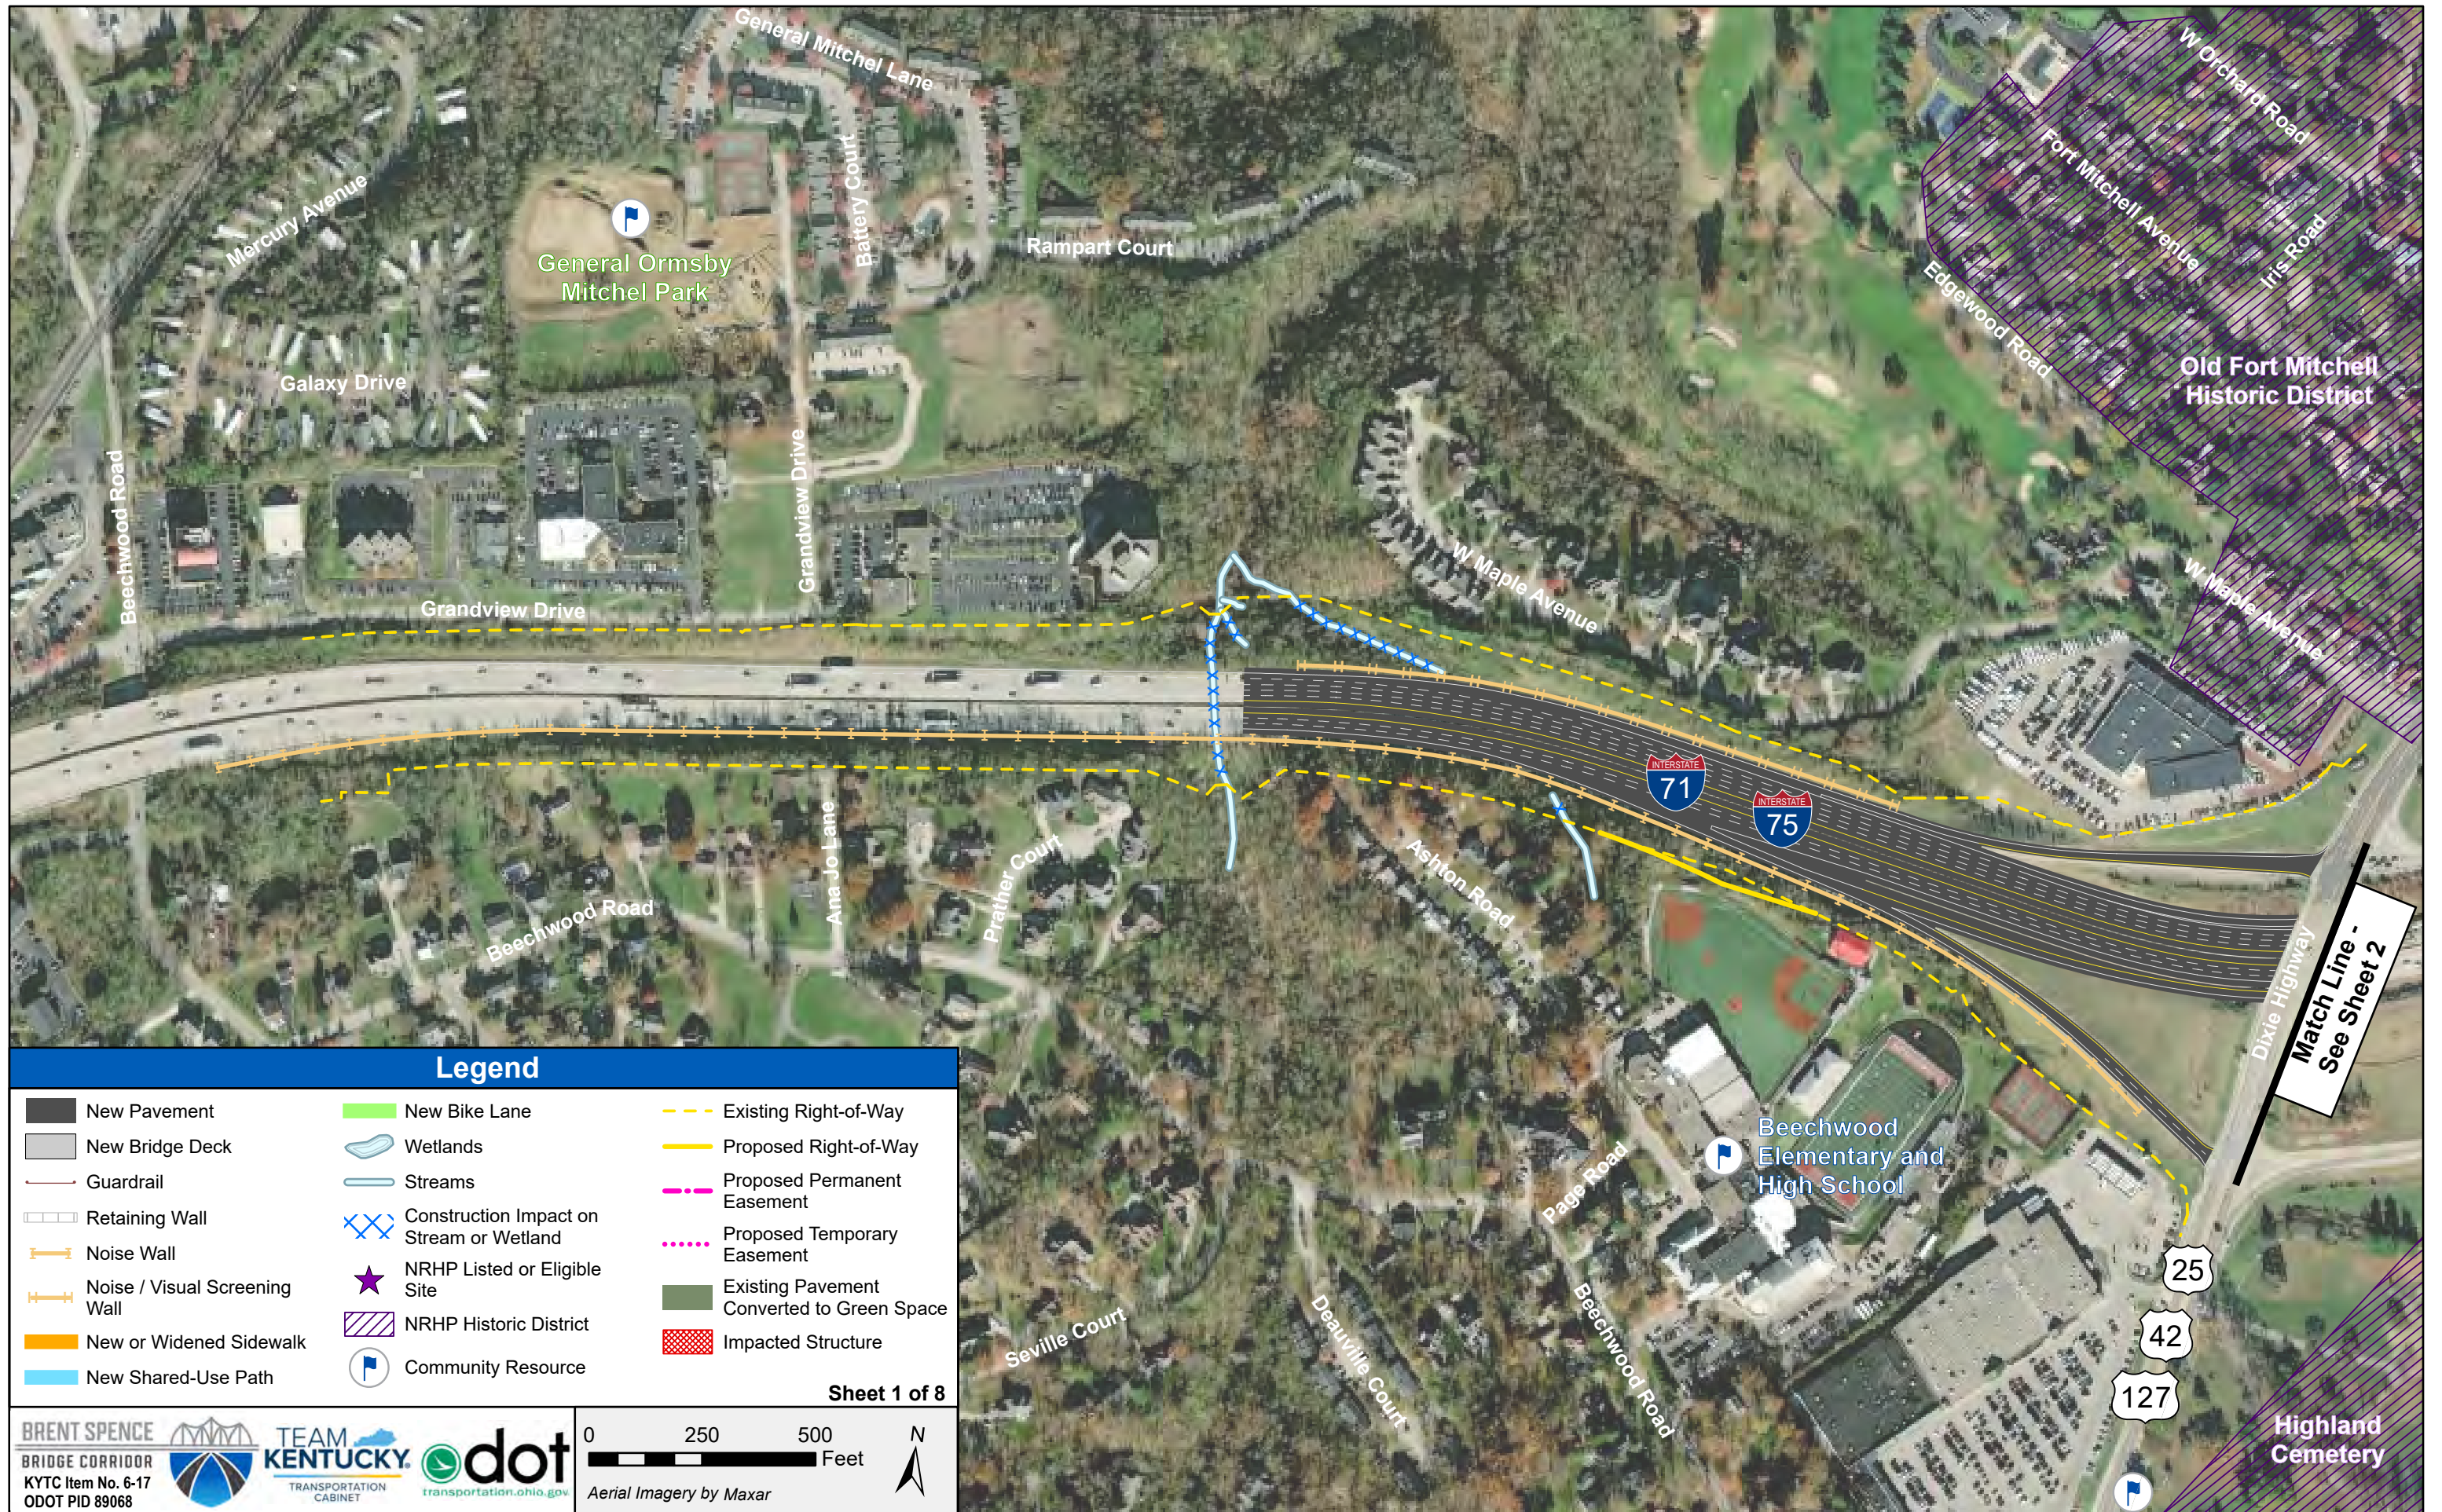 General Mitchel Lane
W Orchard Road
Fort Mitchell Avenue
Iris Road
Mercury Avenue
Battery Court
General Ormsby
Mitchel Park
Rampart Court
Edgewood Road
Old Fort Mitchell
Historic District
Galaxy Drive
Beechwood Road
Grandview Drive
Grandview Drive
W Maple Avenue
W Maple Avenue
INTERSTATE
71
INTERSTATE
75
Ana Jo Lane
Prather Court
Ashton Road
Beechwood Road
Dixie Highway
Match Line -
See Sheet 2
Beechwood
Elementary and
High School
Page Road
Beechwood Road
Seville Court
Deauville Court
25
42
127
Highland
Cemetery
Legend
New Pavement
New Bridge Deck
Guardrail
Retaining Wall
Noise Wall
Noise / Visual Screening
Wall
New or Widened Sidewalk
New Shared-Use Path
New Bike Lane
Wetlands
Streams
Construction Impact on
Stream or Wetland
NRHP Listed or Eligible
Site
NRHP Historic District
Community Resource
Existing Right-of-Way
Proposed Right-of-Way
Proposed Permanent
Easement
Proposed Temporary
Easement
Existing Pavement
Converted to Green Space
Impacted Structure
Sheet 1 of 8
BRENT SPENCE
BRIDGE CORRIDOR
KYTC Item No. 6-17
ODOT PID 89068
TEAM
KENTUCKY.
TRANSPORTATION
CABINET
dot
transportation.ohio.gov
0 250 500
Feet
N
Aerial Imagery by Maxar